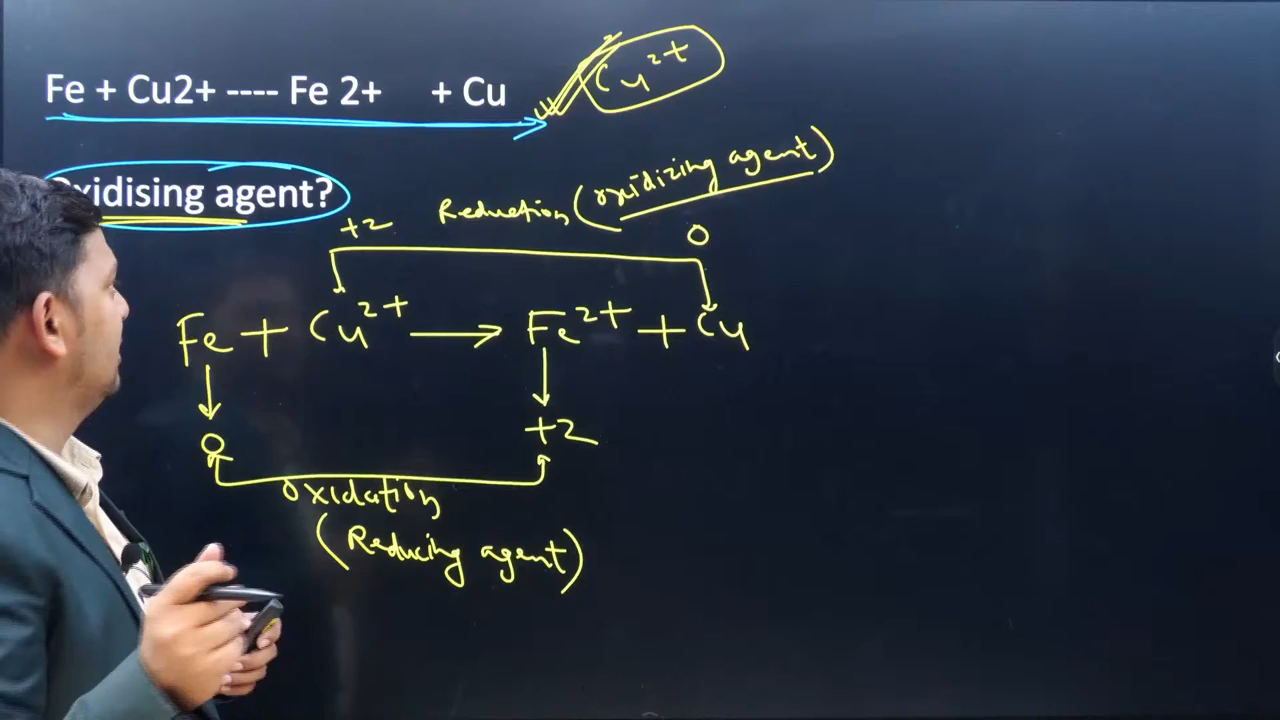 Fe + Cu2+ ---- Fe 2+ + Cu
Cu²⁺
Oxidising agent?
Reduction (oxidizing agent)
+2 0
Fe + Cu²⁺ → Fe²⁺ + Cu
0 +2
oxidation
(Reducing agent)